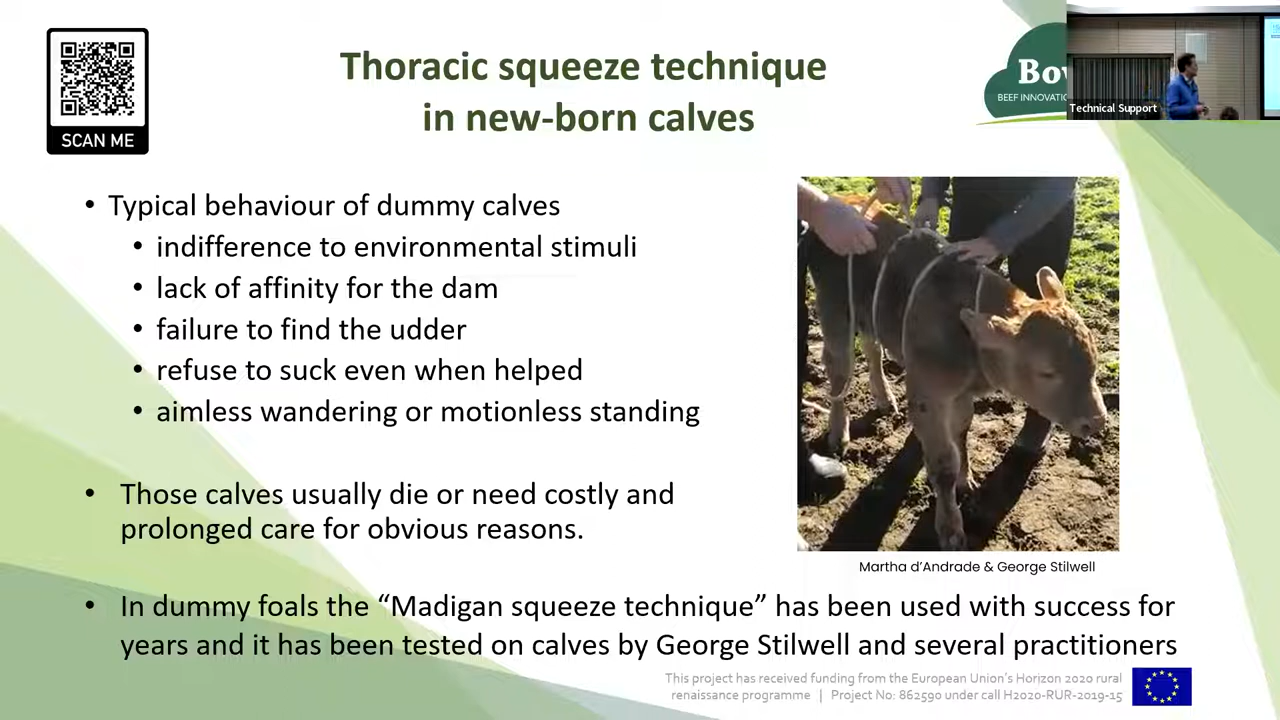 Thoracic squeeze technique
in new-born calves
SCAN ME
Bov
BEEF INNOVATIO
Technical Support
• Typical behaviour of dummy calves
• indifference to environmental stimuli
• lack of affinity for the dam
• failure to find the udder
• refuse to suck even when helped
• aimless wandering or motionless standing
• Those calves usually die or need costly and
prolonged care for obvious reasons.
Martha d’Andrade & George Stilwell
• In dummy foals the “Madigan squeeze technique” has been used with success for
years and it has been tested on calves by George Stilwell and several practitioners
This project has received funding from the European Union’s Horizon 2020 rural
renaissance programme | Project No: 862590 under call H2020-RUR-2019-15